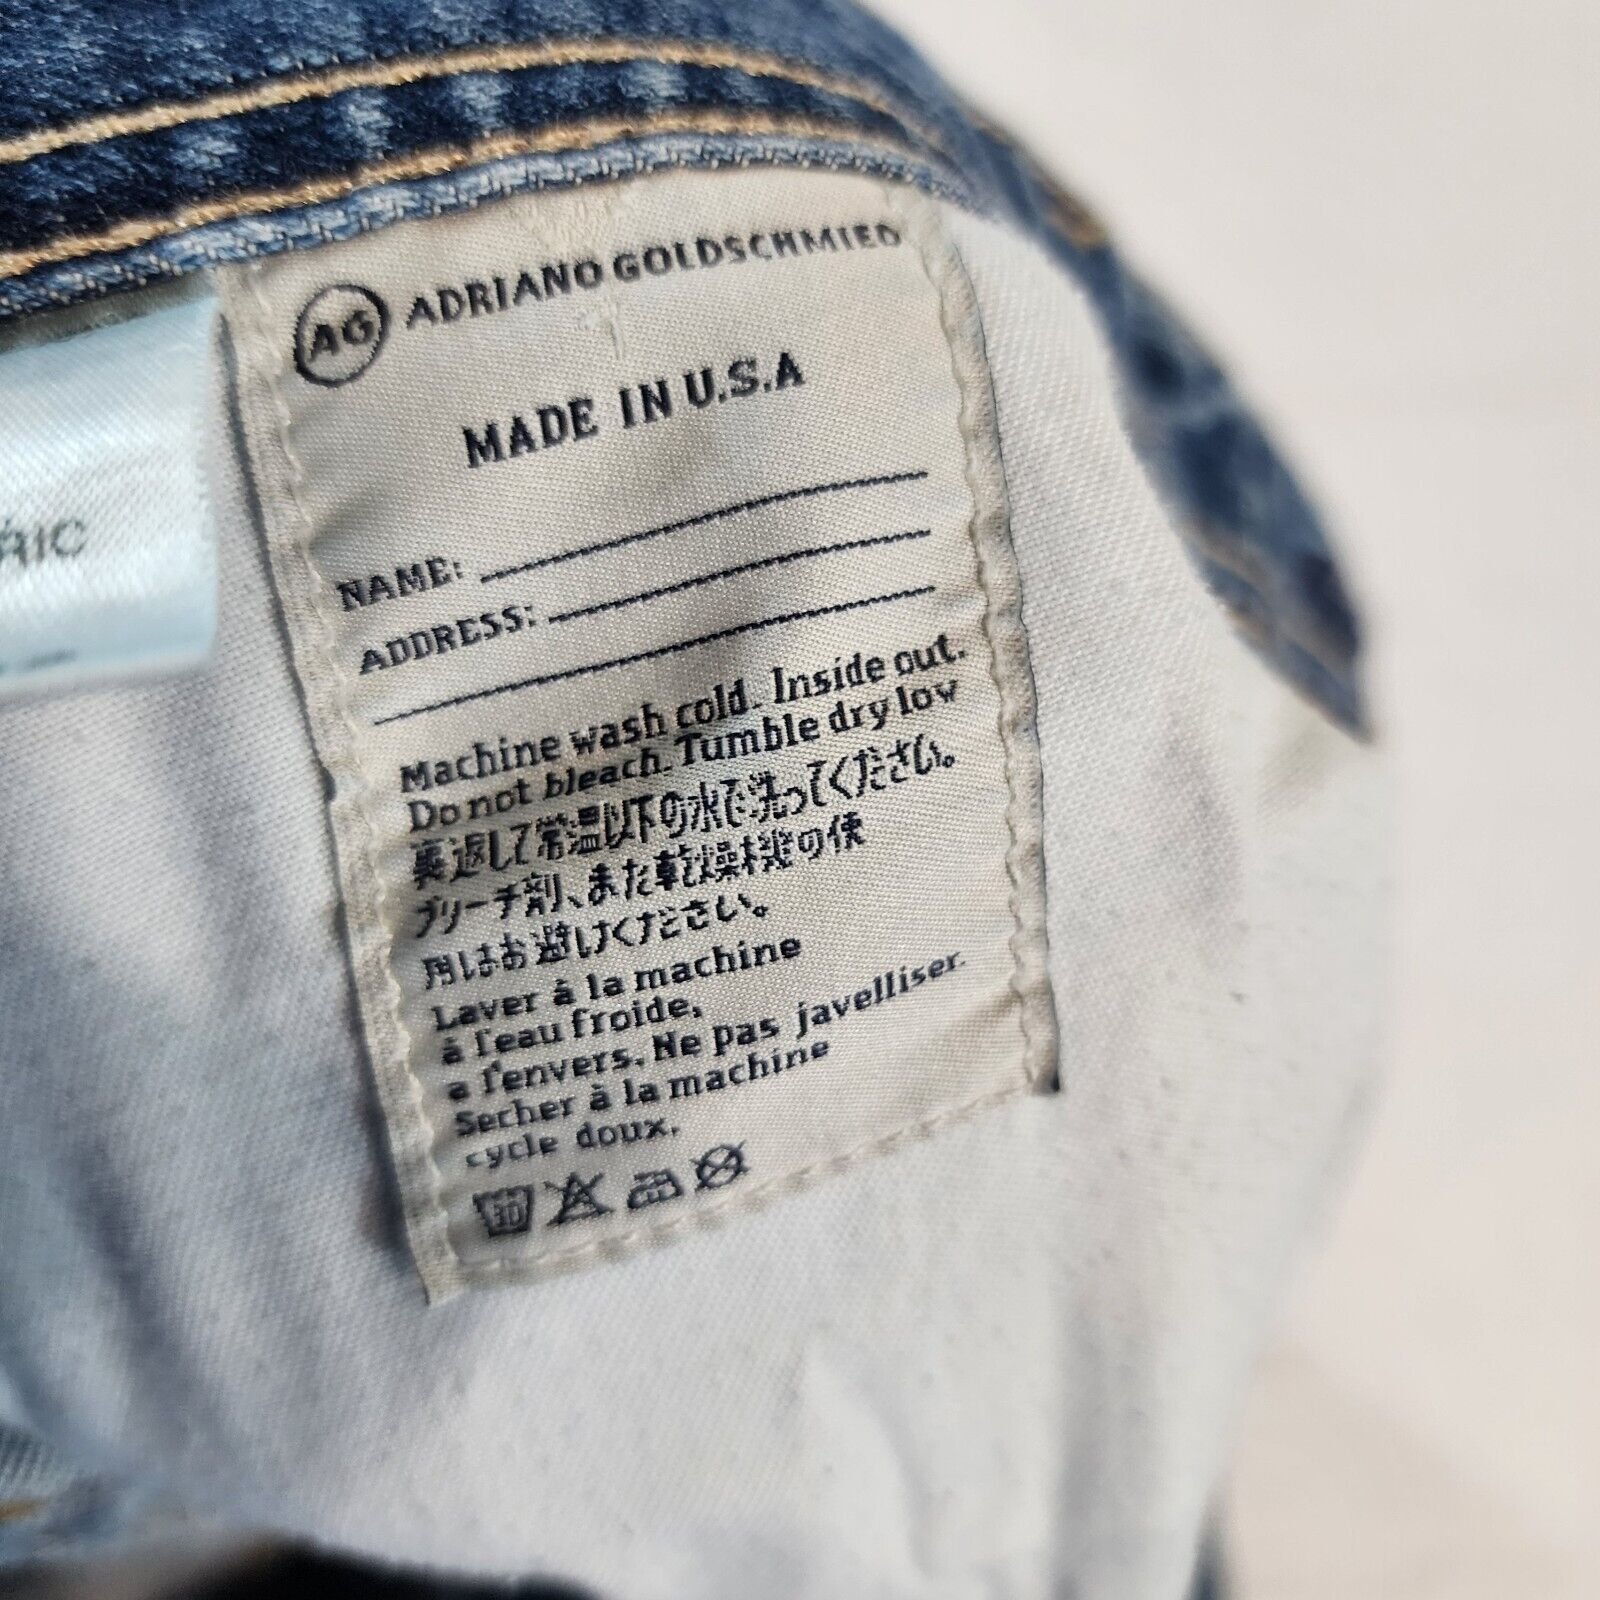 AG ADRIANO GOLDSCHMIED
MADE IN U.S.A
NAME:
ADDRESS:
Machine wash cold. Inside out.
Do not bleach. Tumble dry low
裏返して常温以下の水で洗ってください。
ブリーチ剤、また乾燥機の使
用はお避けください。
Laver à la machine
à l'eau froide.
a l'envers. Ne pas javelliser.
Secher à la machine
cycle doux.
30
RIC